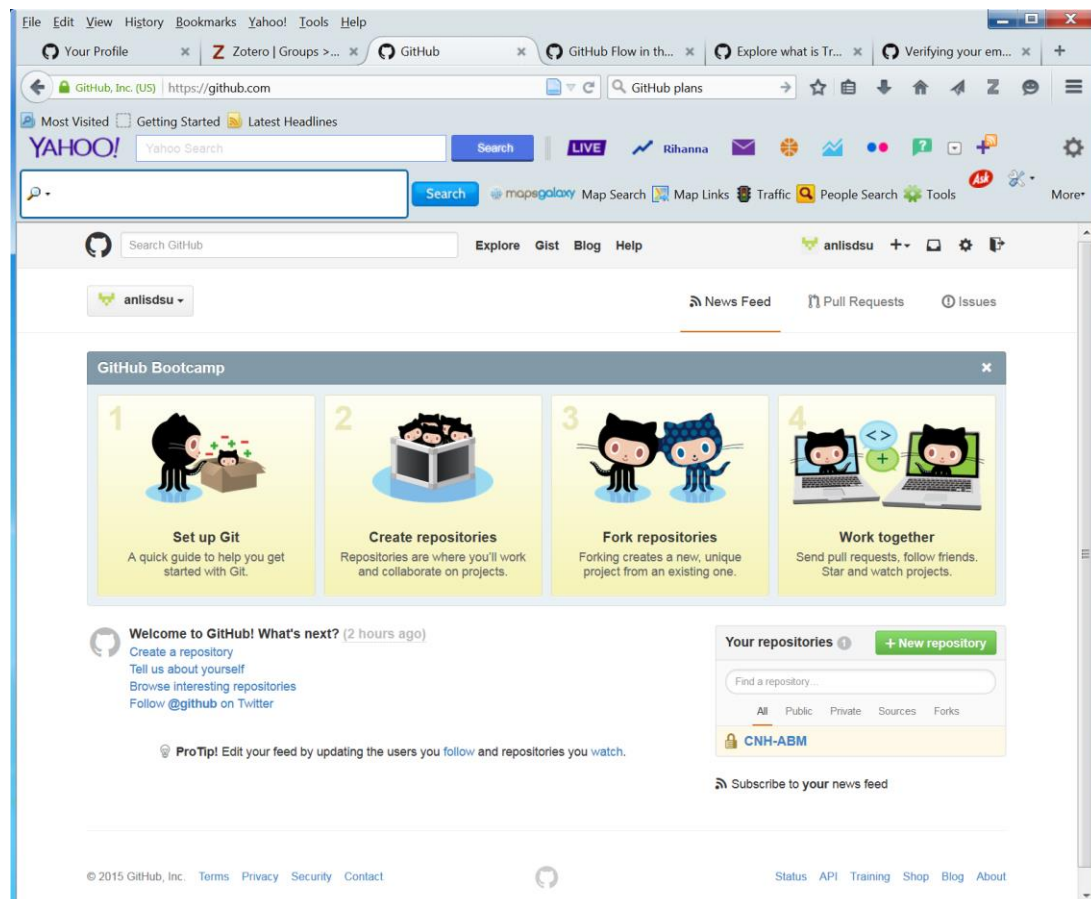 File Edit View History Bookmarks Yahoo! Tools Help
Your Profile Zotero | Groups >... GitHub GitHub Flow in th... Explore what is Tr... Verifying your em...
GitHub, Inc. (US) https://github.com GitHub plans
Most Visited Getting Started Latest Headlines
YAHOO! Yahoo Search Search LIVE Rihanna
Search mapsgalaxy Map Search Map Links Traffic People Search Tools Ask More
Search GitHub Explore Gist Blog Help anlisdsu
anlisdsu News Feed Pull Requests Issues
GitHub Bootcamp
1 2 3 4
Set up Git Create repositories Fork repositories Work together
A quick guide to help you get Repositories are where you'll work Forking creates a new, unique Send pull requests, follow friends.
started with Git. and collaborate on projects. project from an existing one. Star and watch projects.
Welcome to GitHub! What's next? (2 hours ago)
Create a repository
Tell us about yourself
Browse interesting repositories
Follow @github on Twitter
ProTip! Edit your feed by updating the users you follow and repositories you watch.
Your repositories 1 + New repository
Find a repository...
All Public Private Sources Forks
CNH-ABM
Subscribe to your news feed
© 2015 GitHub, Inc. Terms Privacy Security Contact Status API Training Shop Blog About